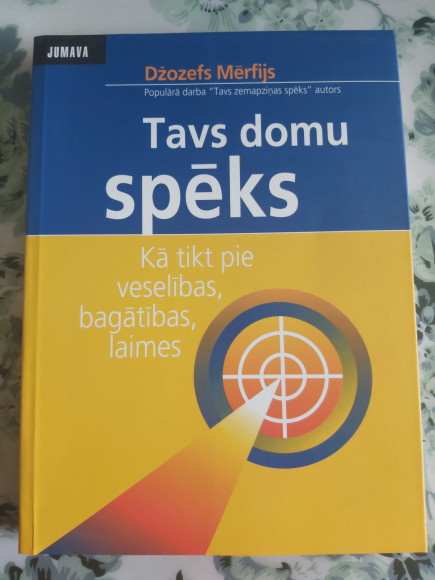 JUMAVA
Džozefs Mērfijs
Populārā darba "Tavs zemapziņas spēks" autors
Tavs domu
spēks
Kā tikt pie
veselības,
bagātības,
laimes